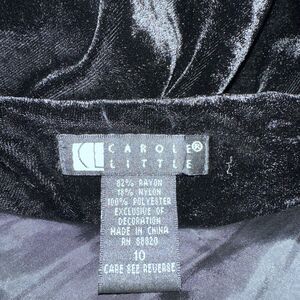 CAROLE®
LITTLE
82% RAYON
18% NYLON
100% POLYESTER
EXCLUSIVE OF
DECORATION
MADE IN CHINA
RN 88820
10
CARE SEE REVERSE